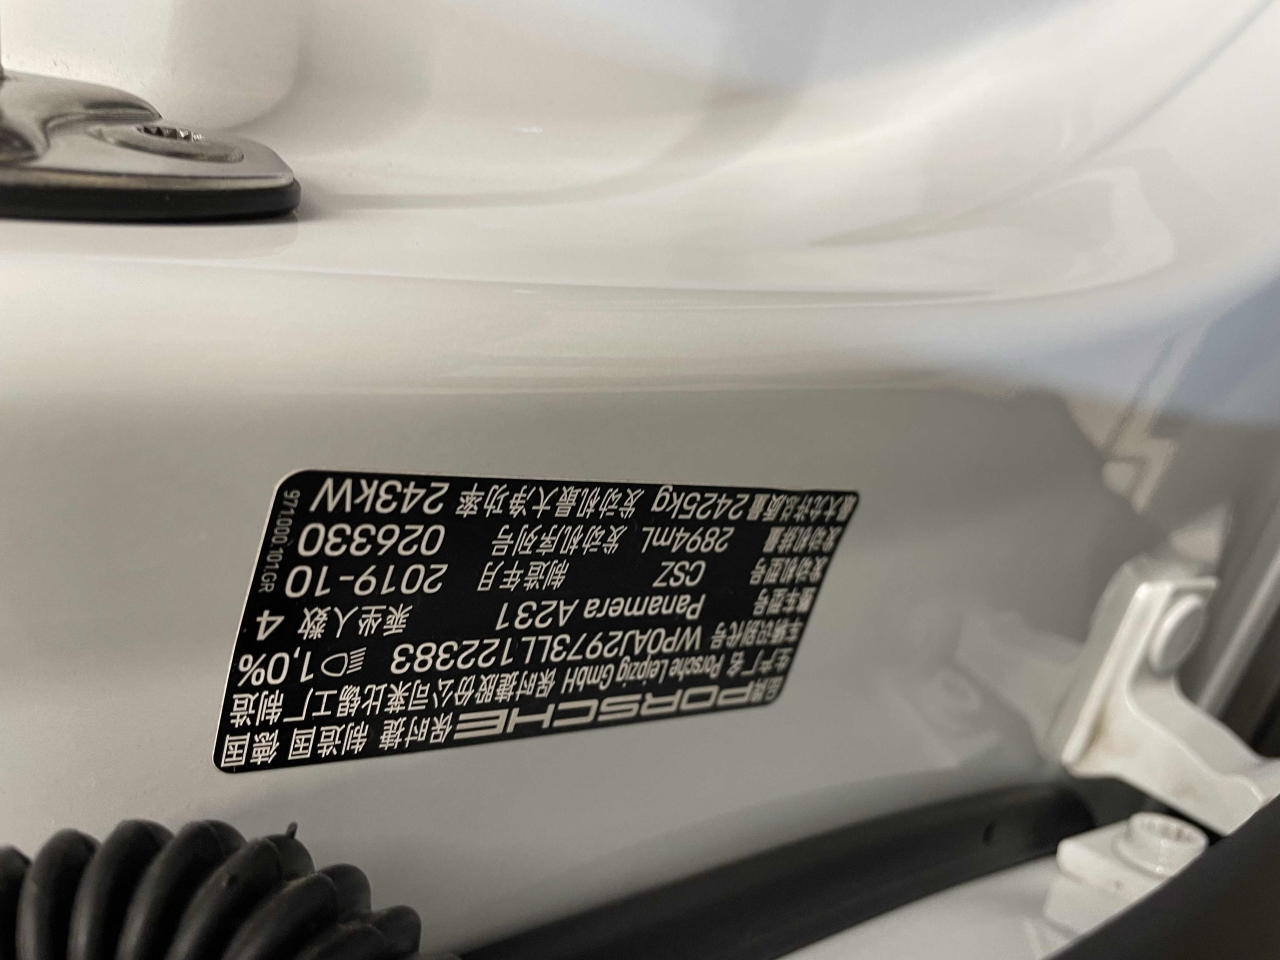 品牌 PORSCHE 保时捷 制造国 德国
生产厂名 Porsche Leipzig GmbH 保时捷股份公司莱比锡工厂制造
车辆识别代号 WP0AJ2973LL122383 1,0%
整车型号 Panamera A231 乘坐人数 4
发动机型号 CSZ 制造年月 2019-10
发动机排量 2894mL 发动机序列号 026330
最大允许总质量 2425kg 发动机最大净功率 243kW
971.000.101.GR